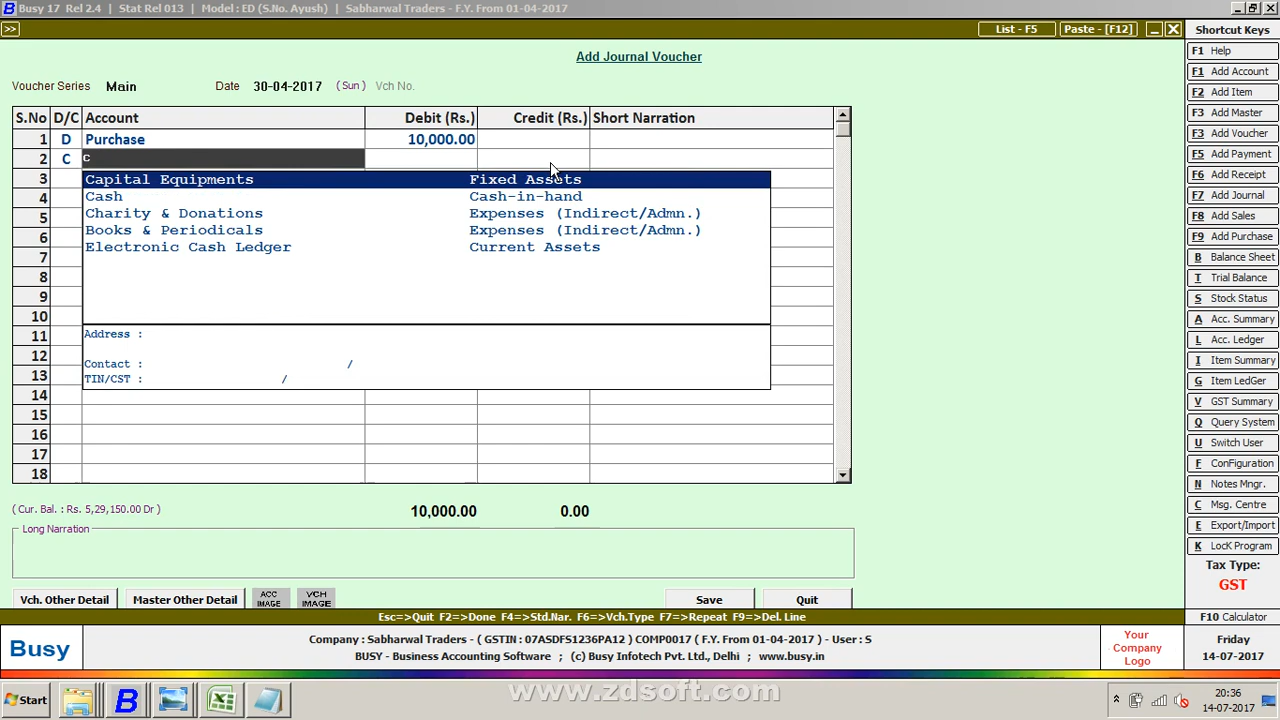 Busy 17 Rel 2.4 | Stat Rel 013 | Model : ED (S.No. Ayush) | Sabharwal Traders - F.Y. From 01-04-2017 |
>> List - F5 Paste - [F12] Shortcut Keys
Add Journal Voucher
Voucher Series Main Date 30-04-2017 ( Sun ) Vch No.
S.No D/C Account Debit (Rs.) Credit (Rs.) Short Narration
1 D Purchase 10,000.00
2 C c
3 Capital Equipments Fixed Assets
4 Cash Cash-in-hand
5 Charity & Donations Expenses (Indirect/Admn.)
6 Books & Periodicals Expenses (Indirect/Admn.)
7 Electronic Cash Ledger Current Assets
8
9
10
11 Address :
12 Contact : /
13 TIN/CST : /
14
15
16
17
18
( Cur. Bal. : Rs. 5,29,150.00 Dr ) 10,000.00 0.00
Long Narration
Vch. Other Detail Master Other Detail ACC IMAGE VCH IMAGE Save Quit
Esc=>Quit F2=>Done F4=>Std.Nar. F6=>Vch.Type F7=>Repeat F9=>Del. Line
F1 Help
F1 Add Account
F2 Add Item
F3 Add Master
F3 Add Voucher
F5 Add Payment
F6 Add Receipt
F7 Add Journal
F8 Add Sales
F9 Add Purchase
B Balance Sheet
T Trial Balance
S Stock Status
A Acc. Summary
L Acc. Ledger
I Item Summary
G Item LedGer
V GST Summary
Q Query System
U Switch User
F ConFiguration
N Notes Mngr.
C Msg. Centre
E Export/Import
K LocK Program
Tax Type:
GST
F10 Calculator
Busy
Company : Sabharwal Traders - ( GSTIN : 07ASDFS1236PA12 ) COMP0017 ( F.Y. From 01-04-2017 ) - User : S
BUSY - Business Accounting Software ; (c) Busy Infotech Pvt. Ltd., Delhi ; www.busy.in
Your
Company
Logo
Friday
14-07-2017
Start
B
www.zdsoft.com
20:36
14-07-2017